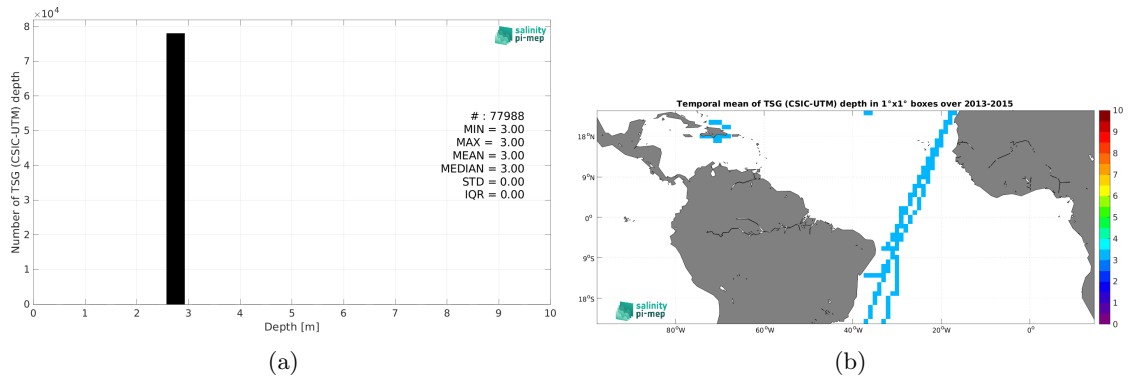 ×10⁴
8
7
6
5
4
3
2
1
0
Number of TSG (CSIC-UTM) depth
salinity
pi-mep
# : 77988
MIN = 3.00
MAX = 3.00
MEAN = 3.00
MEDIAN = 3.00
STD = 0.00
IQR = 0.00
0 1 2 3 4 5 6 7 8 9 10
Depth [m]
(a)
Temporal mean of TSG (CSIC-UTM) depth in 1°x1° boxes over 2013-2015
18°N
9°N
0°
9°S
18°S
80°W 60°W 40°W 20°W 0°
salinity
pi-mep
10
9
8
7
6
5
4
3
2
1
0
(b)